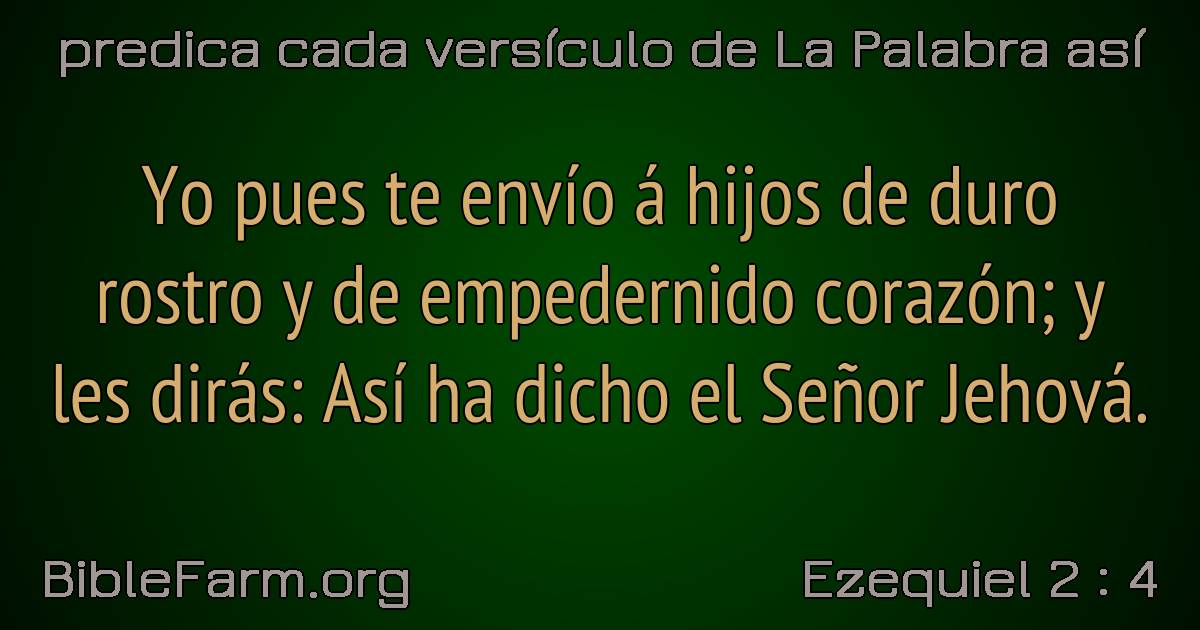 predica cada versículo de La Palabra así
Yo pues te envío á hijos de duro
rostro y de empedernido corazón; y
les dirás: Así ha dicho el Señor Jehová.
BibleFarm.org
Ezequiel 2 : 4